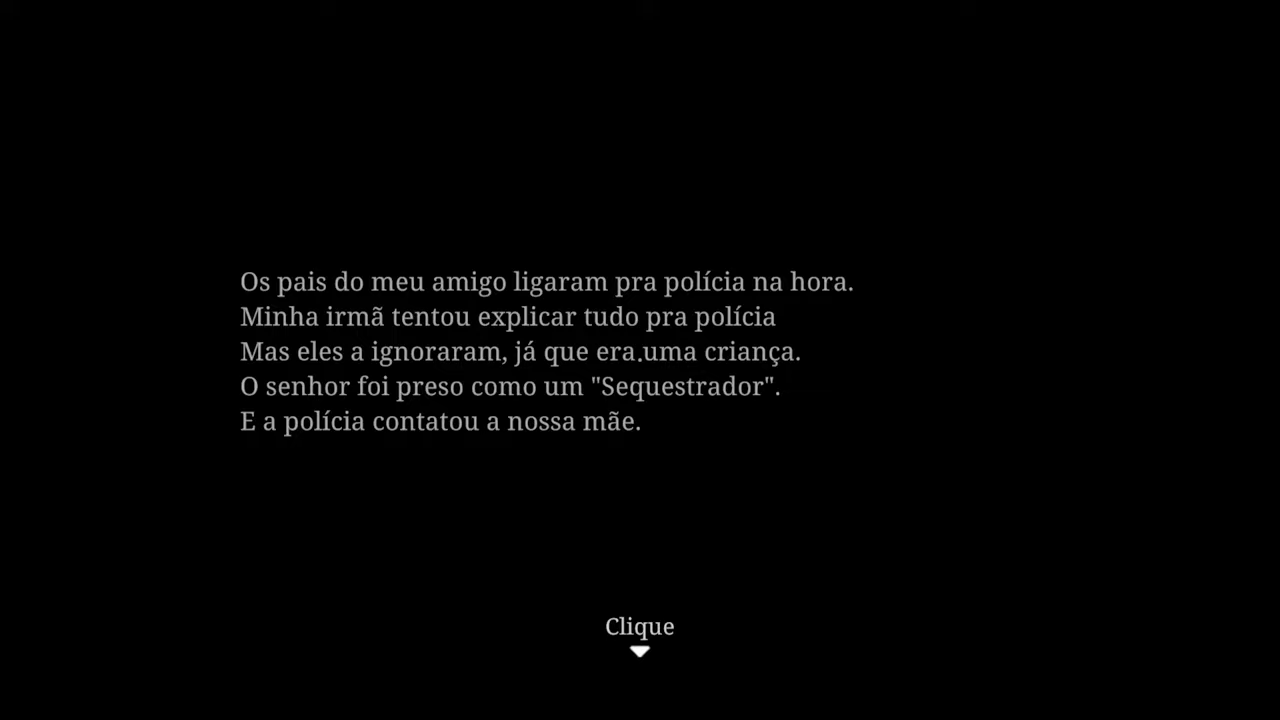 Os pais do meu amigo ligaram pra polícia na hora.
Minha irmã tentou explicar tudo pra polícia
Mas eles a ignoraram, já que era uma criança.
O senhor foi preso como um "Sequestrador".
E a polícia contatou a nossa mãe.
Clique